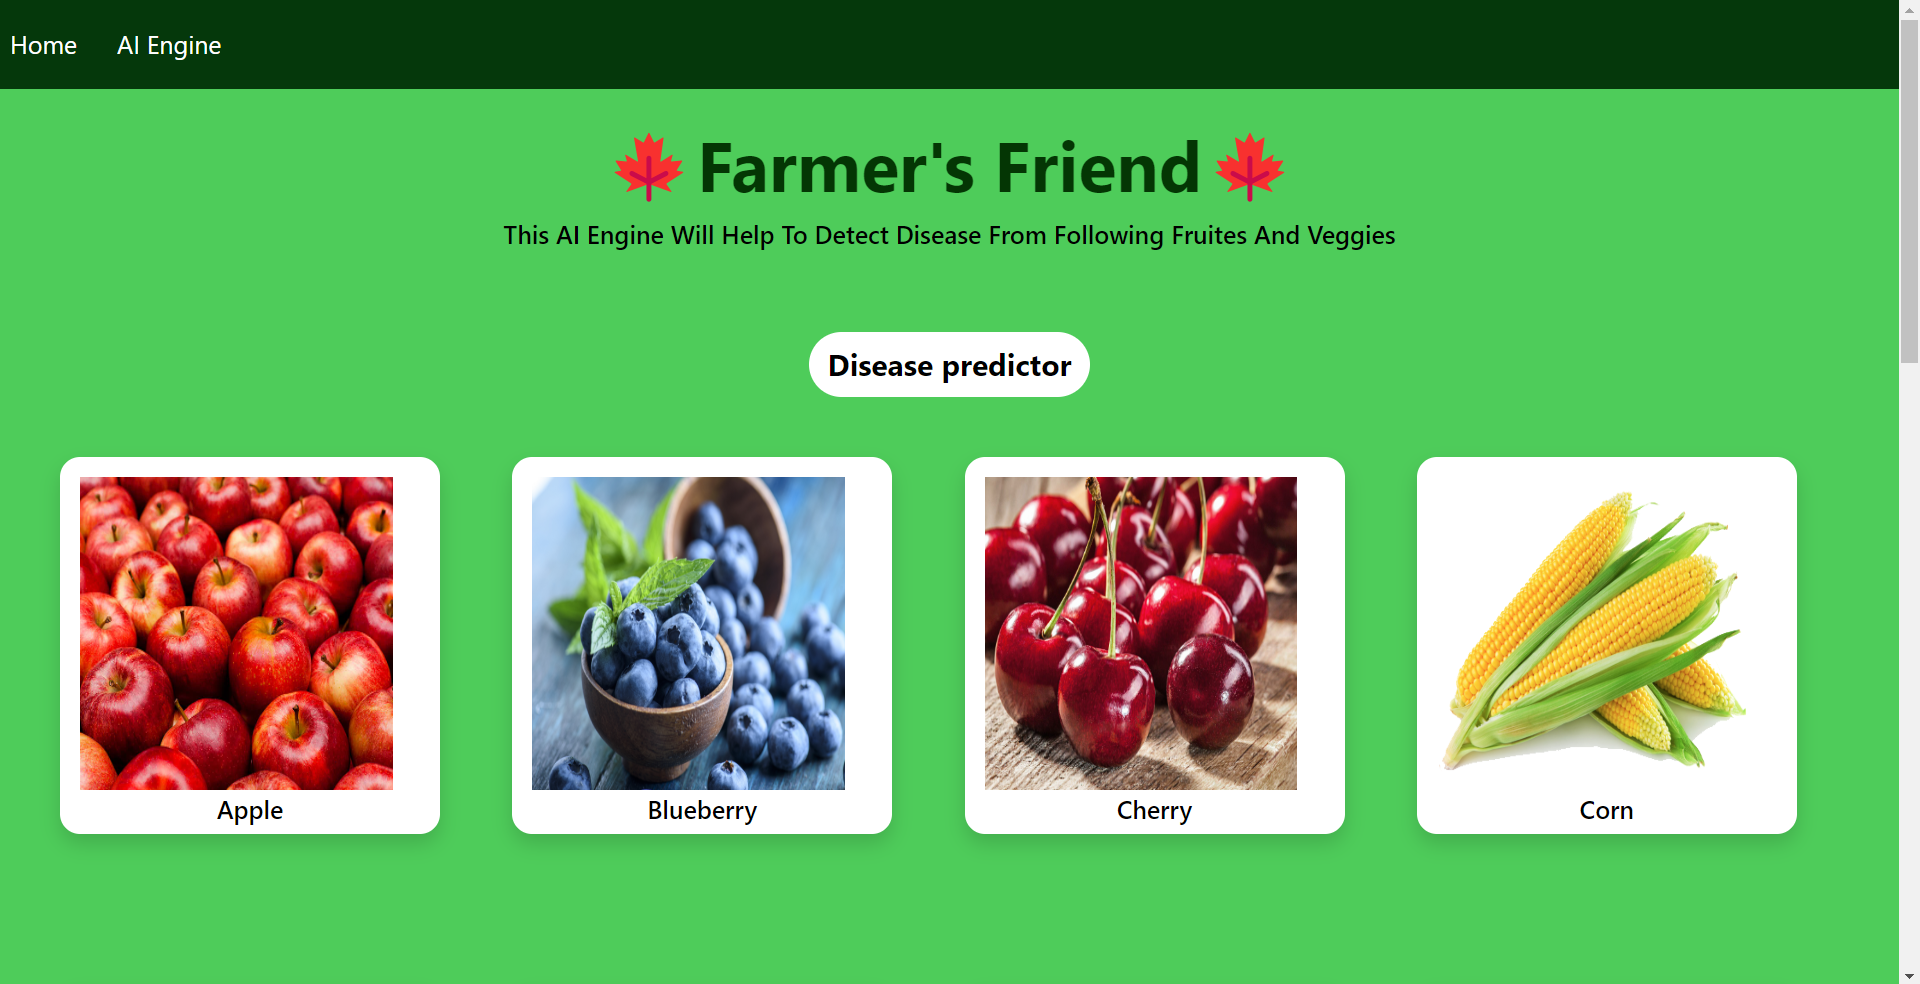 Home AI Engine
Farmer's Friend
This AI Engine Will Help To Detect Disease From Following Fruites And Veggies
Disease predictor
Apple Blueberry Cherry Corn